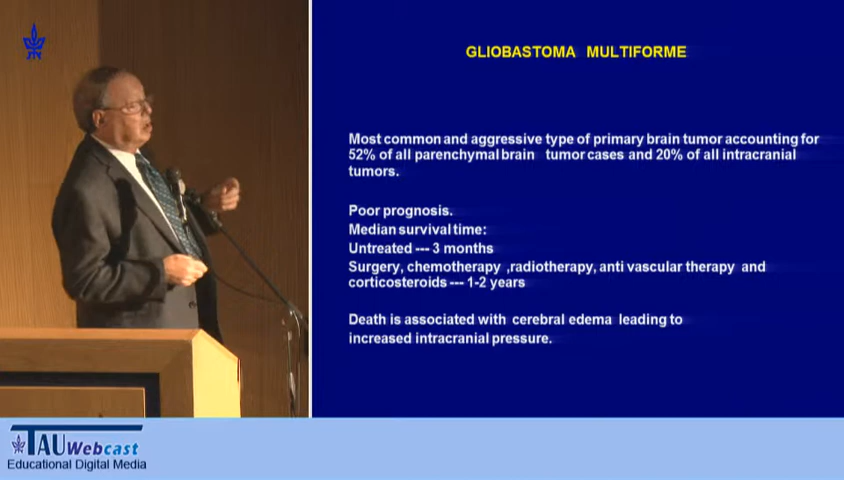 GLIOBASTOMA MULTIFORME
Most common and aggressive type of primary brain tumor accounting for
52% of all parenchymal brain tumor cases and 20% of all intracranial
tumors.
Poor prognosis.
Median survival time:
Untreated --- 3 months
Surgery, chemotherapy ,radiotherapy, anti vascular therapy and
corticosteroids --- 1-2 years
Death is associated with cerebral edema leading to
increased intracranial pressure.
TAU Webcast
Educational Digital Media